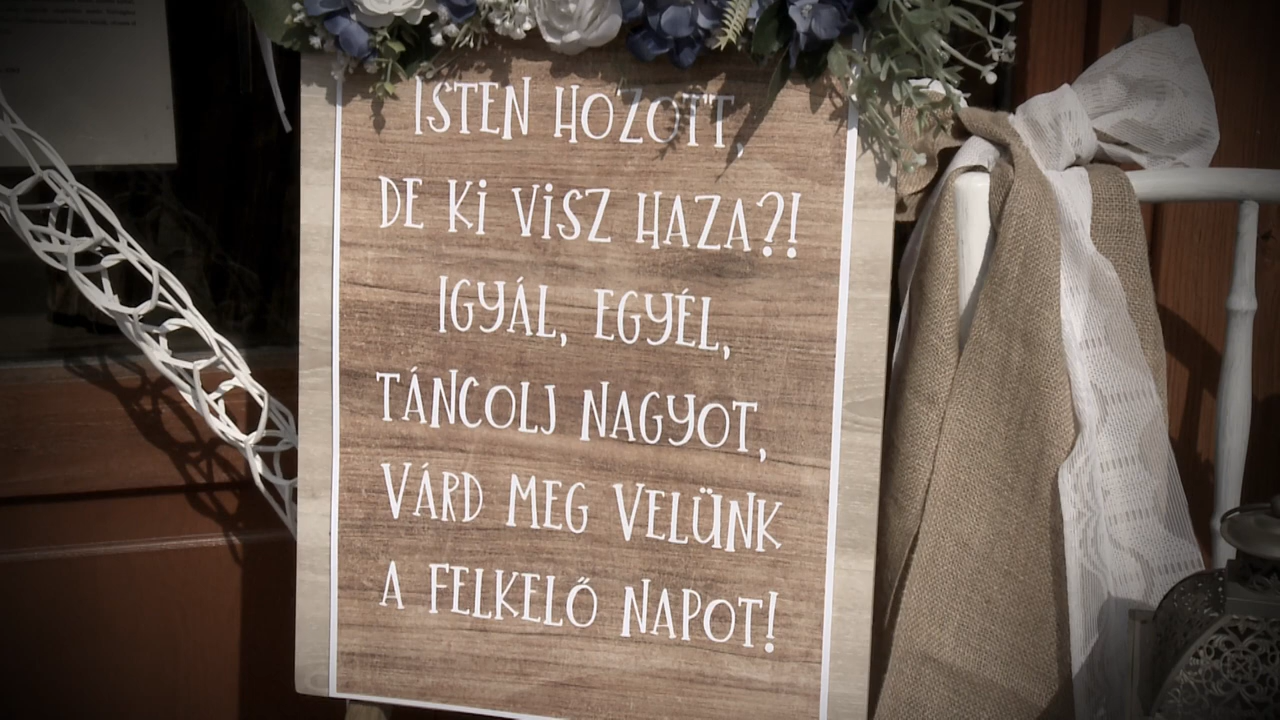 ISTEN HOZOTT,
DE KI VISZ HAZA?!
IGYÁL, EGYÉL,
TÁNCOLJ NAGYOT,
VÁRD MEG VELÜNK
A FELKELŐ NAPOT!